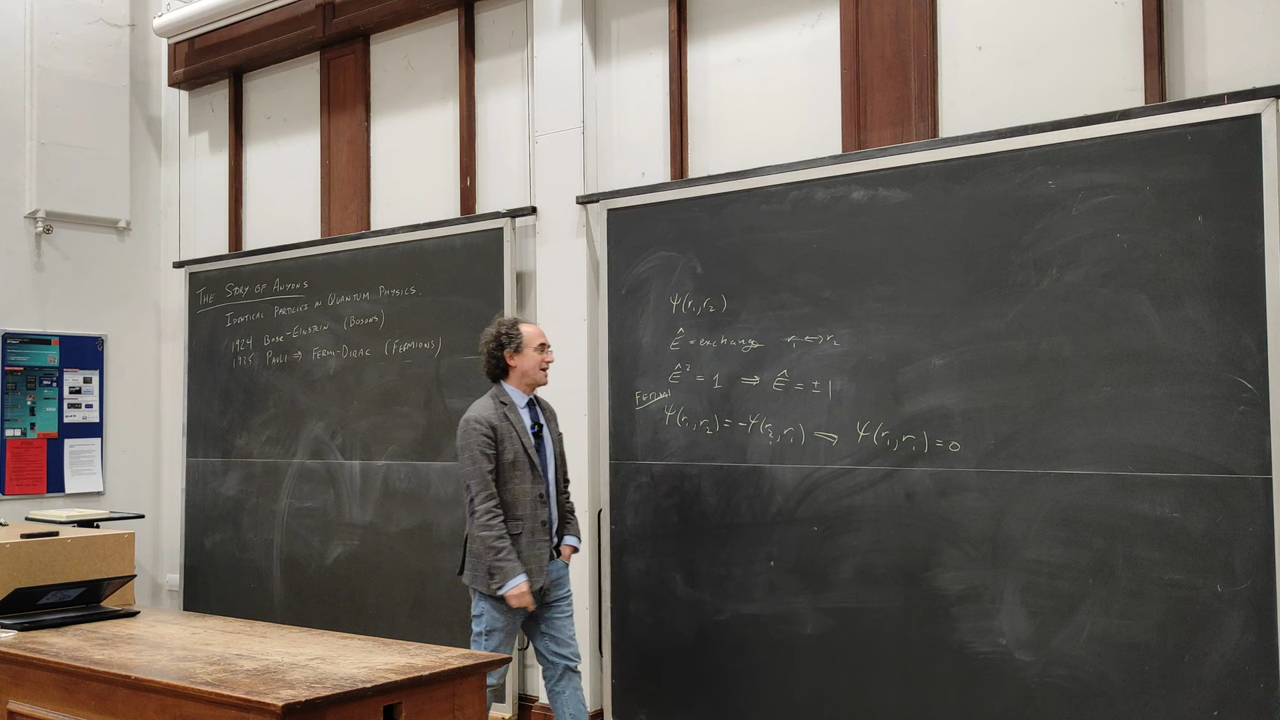 THE STORY OF ANYONS
IDENTICAL PARTICLES IN QUANTUM PHYSICS.
1924 BOSE-EINSTEIN (BOSONS)
1925 PAULI ⇒ FERMI-DIRAC (FERMIONS)
ψ(r₁,r₂)
Ê = exchange r₁ ↔ r₂
Ê² = 1 ⇒ Ê = ±1
ψ(r₁,r₂) = -ψ(r₂,r₁) ⇒ ψ(r₁,r₁) = 0